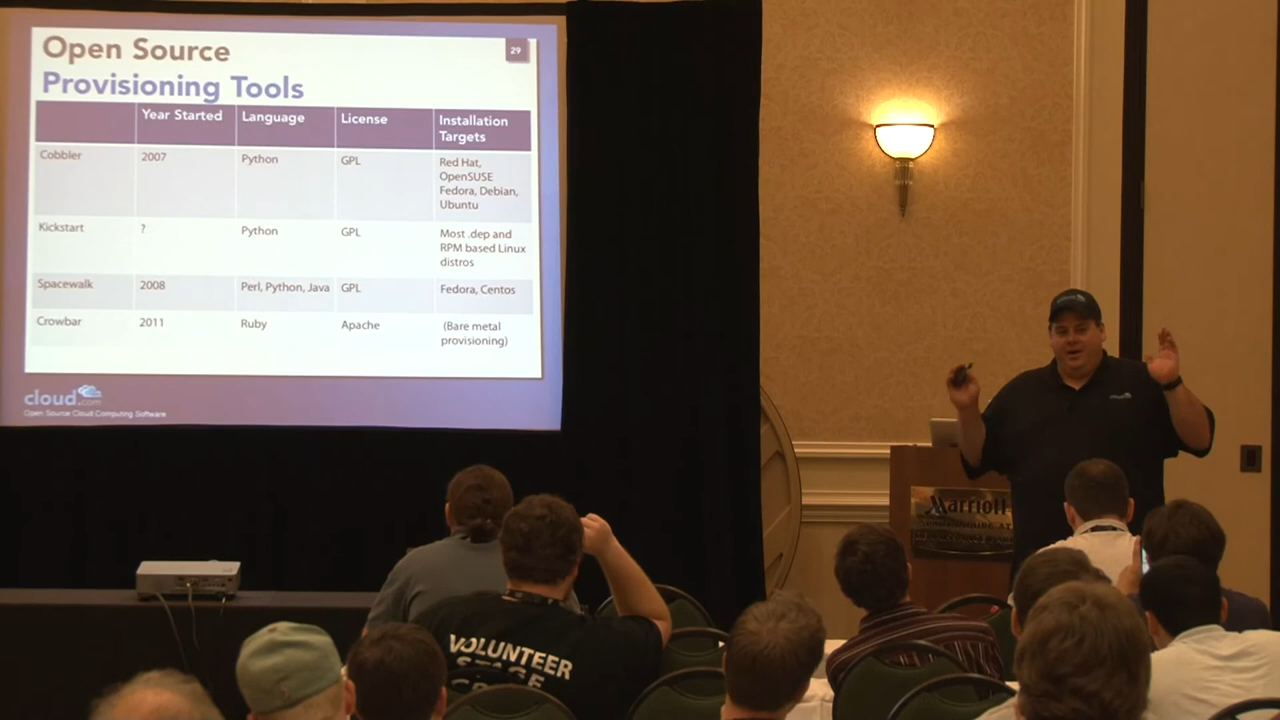 Open Source
29
Provisioning Tools
Year Started
Language
License
Installation
Targets
Cobbler
2007
Python
GPL
Red Hat,
OpenSUSE
Fedora, Debian,
Ubuntu
Kickstart
?
Python
GPL
Most .dep and
RPM based Linux
distros
Spacewalk
2008
Perl, Python, Java
GPL
Fedora, Centos
Crowbar
2011
Ruby
Apache
(Bare metal
provisioning)
cloud.com
Open Source Cloud Computing Software
Marriott
VOLUNTEER